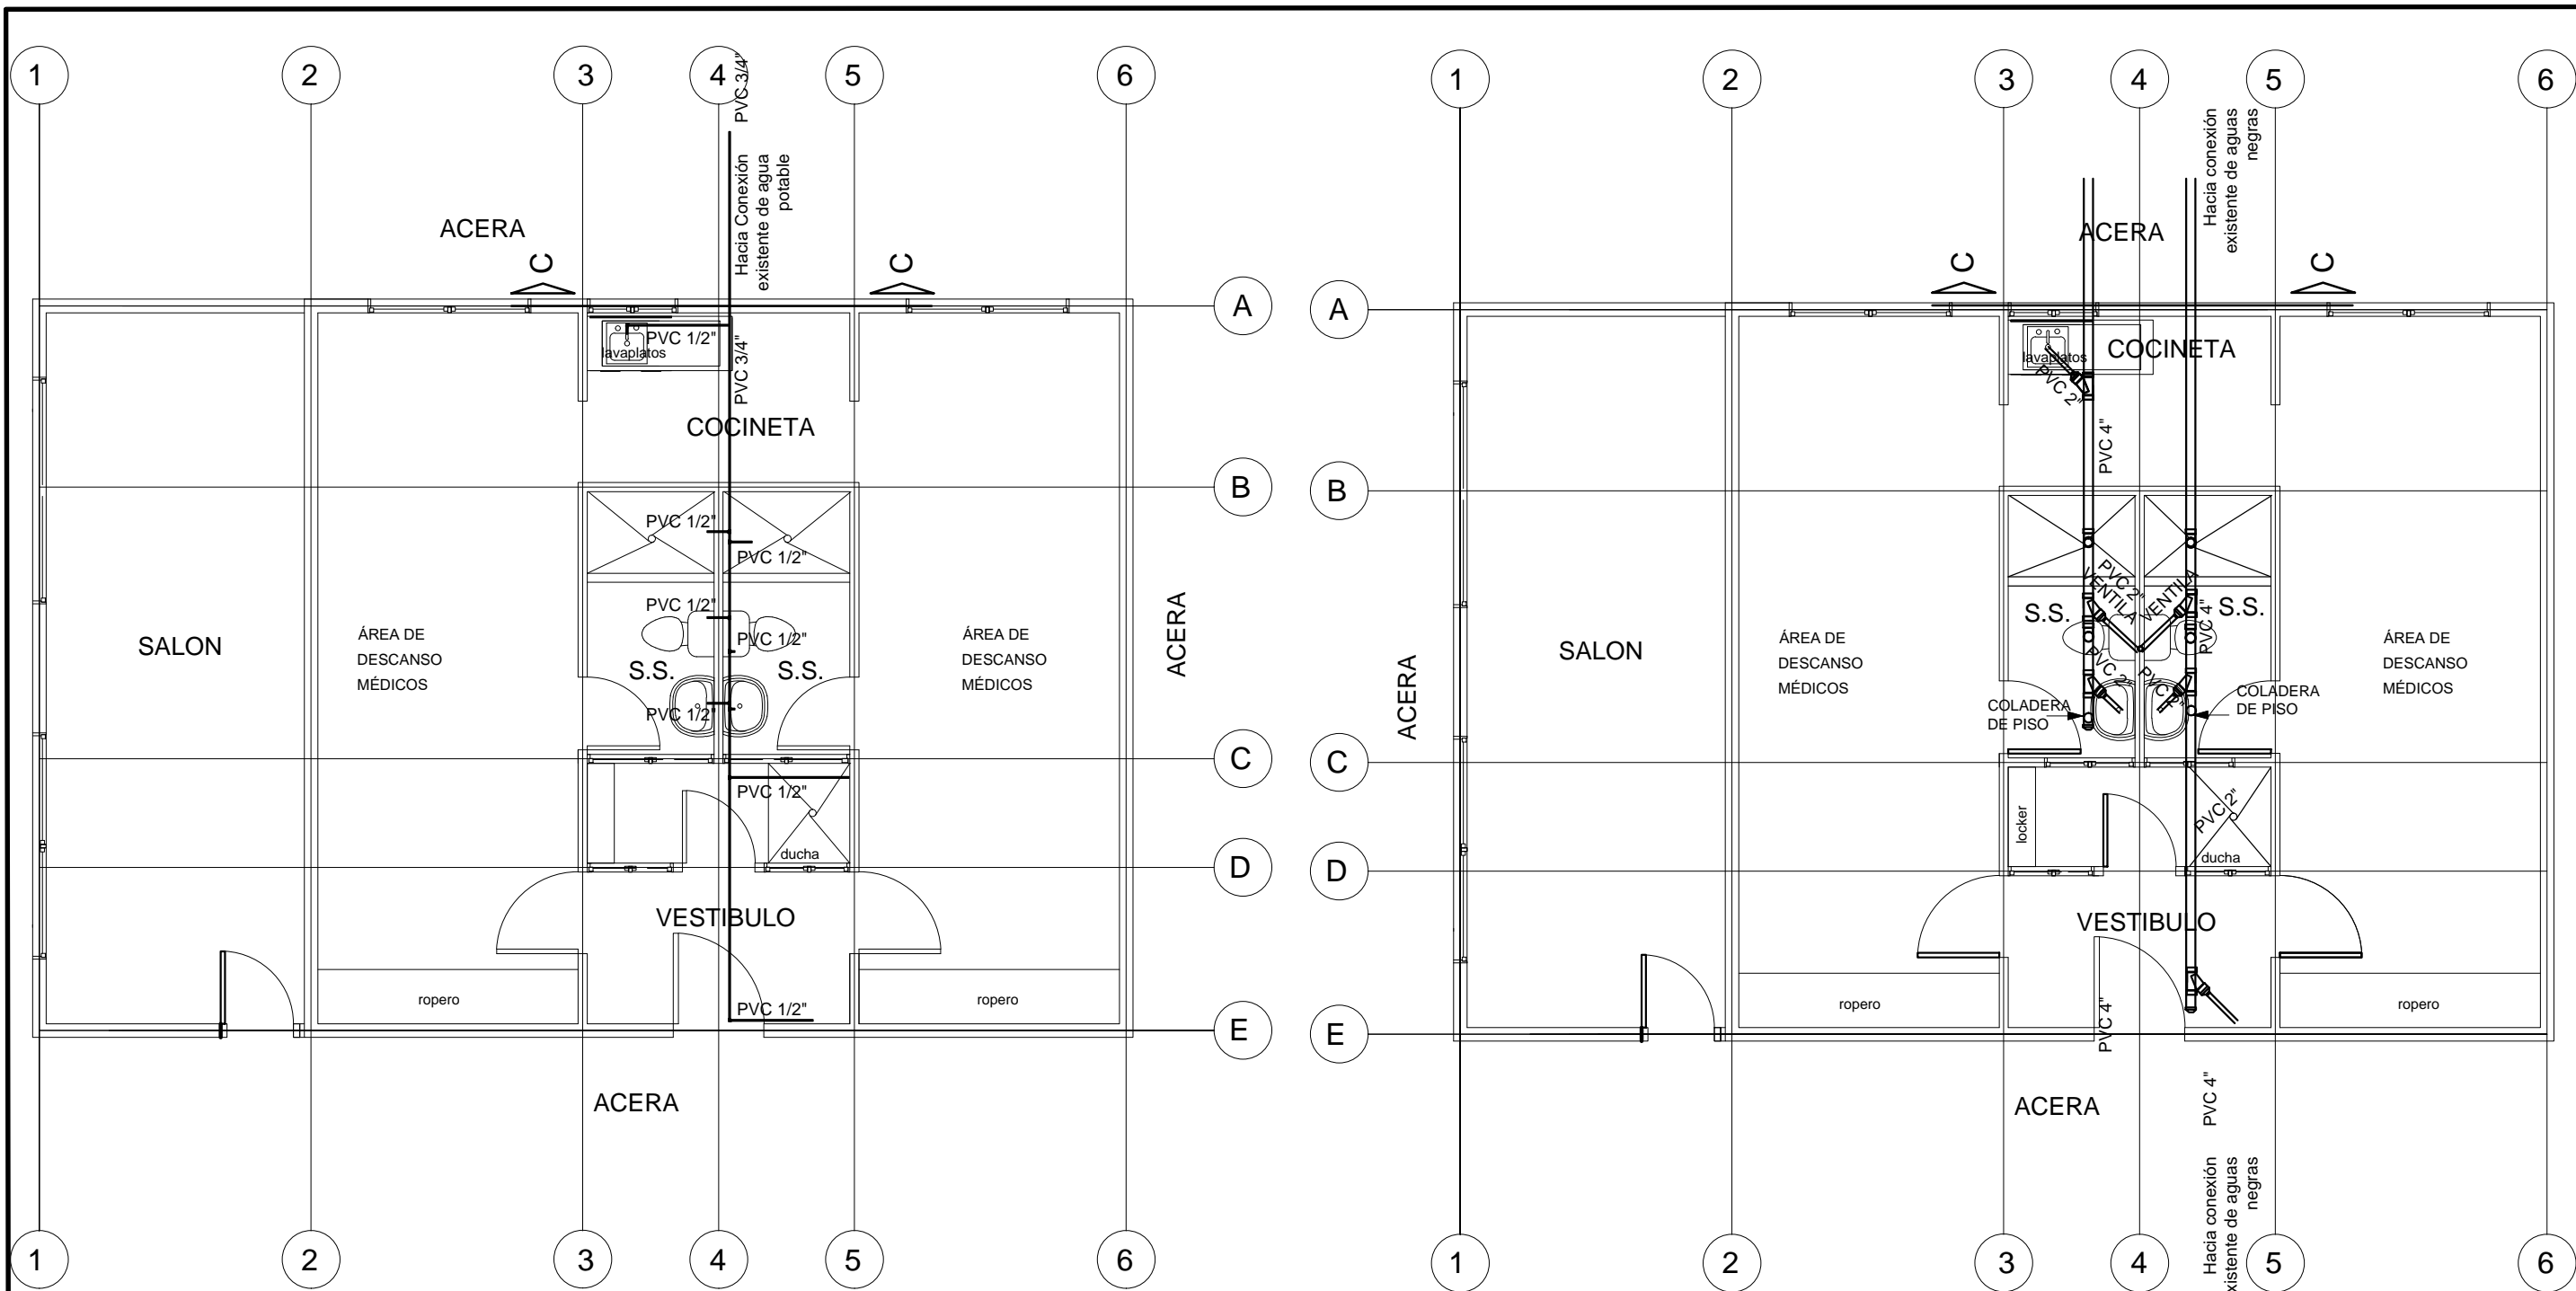 1
2
3
4
5
6
PVC 3/4"
Hacia Conexión
existente de agua
potable
ACERA
C
C
A
PVC 1/2"
lavaplatos
PVC 3/4"
COCINETA
B
PVC 1/2"
PVC 1/2"
PVC 1/2"
PVC 1/2"
SALON
ÁREA DE
DESCANSO
MÉDICOS
S.S.
S.S.
ÁREA DE
DESCANSO
MÉDICOS
ACERA
PVC 1/2"
C
PVC 1/2"
ducha
D
VESTIBULO
ropero
PVC 1/2"
ropero
E
ACERA
1
2
3
4
5
6
1
2
3
4
5
6
Hacia conexión
existente de aguas
negras
ACERA
C
C
A
lavaplatos
COCINETA
PVC 2"
PVC 4"
B
PVC 2"
VENTILA
VENTILA
S.S.
S.S.
PVC 4"
SALON
ÁREA DE
DESCANSO
MÉDICOS
ÁREA DE
DESCANSO
MÉDICOS
PVC 2"
PVC 2"
ACERA
COLADERA
DE PISO
COLADERA
DE PISO
C
locker
PVC 2"
ducha
D
VESTIBULO
ropero
ropero
PVC 4"
E
ACERA
PVC 4"
Hacia conexión
xistente de aguas
negras
1
2
3
4
5
6